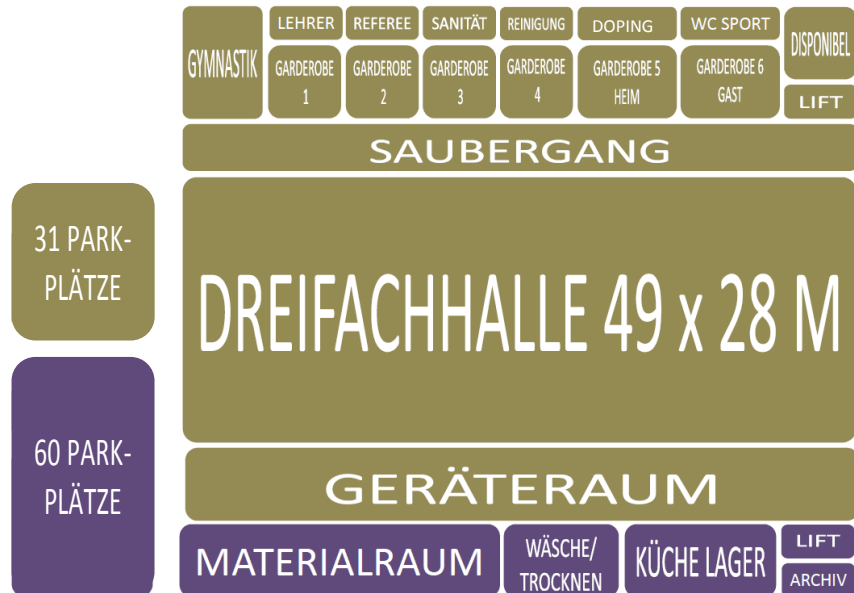 GYMNASTIK
LEHRER
REFEREE
SANITÄT
REINIGUNG
DOPING
WC SPORT
DISPONIBEL
GARDEROBE
1
GARDEROBE
2
GARDEROBE
3
GARDEROBE
4
GARDEROBE 5
HEIM
GARDEROBE 6
GAST
LIFT
SAUBERGANG
31 PARK-
PLÄTZE
DREIFACHHALLE 49 x 28 M
60 PARK-
PLÄTZE
GERÄTERAUM
MATERIALRAUM
WÄSCHE/
TROCKNEN
KÜCHE LAGER
LIFT
ARCHIV